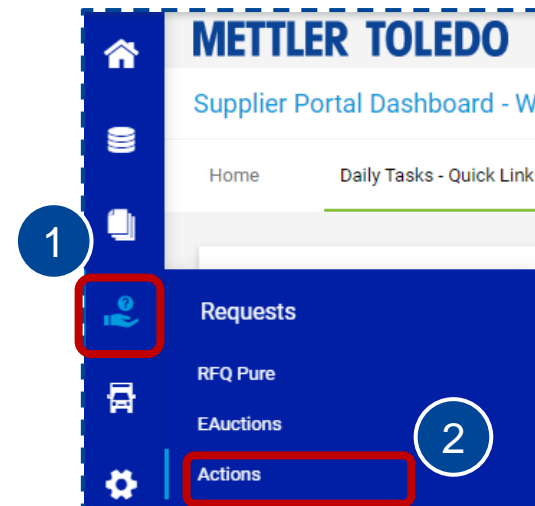 METTLER TOLEDO
Supplier Portal Dashboard - W
Home Daily Tasks - Quick Link
1
?
Requests
RFQ Pure
EAuctions
2
Actions